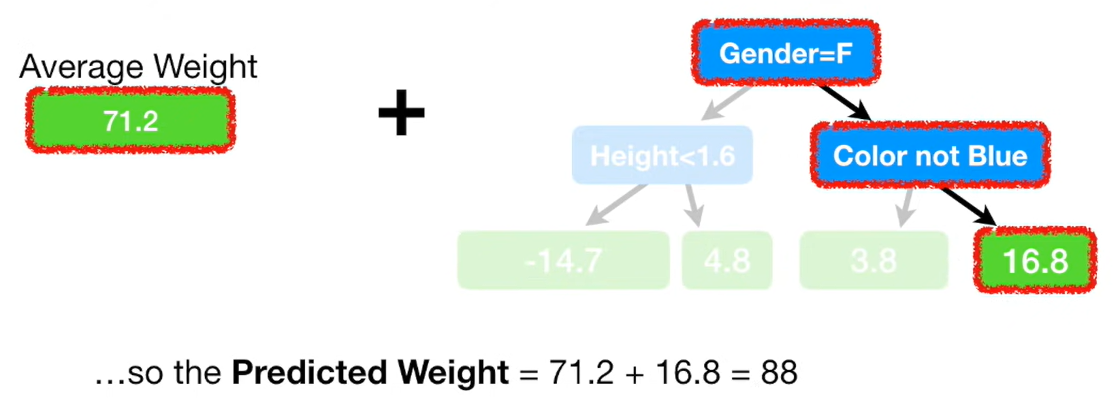 Gender=F
Average Weight
71.2
+
Height<1.6
Color not Blue
-14.7
4.8
3.8
16.8
...so the Predicted Weight = 71.2 + 16.8 = 88